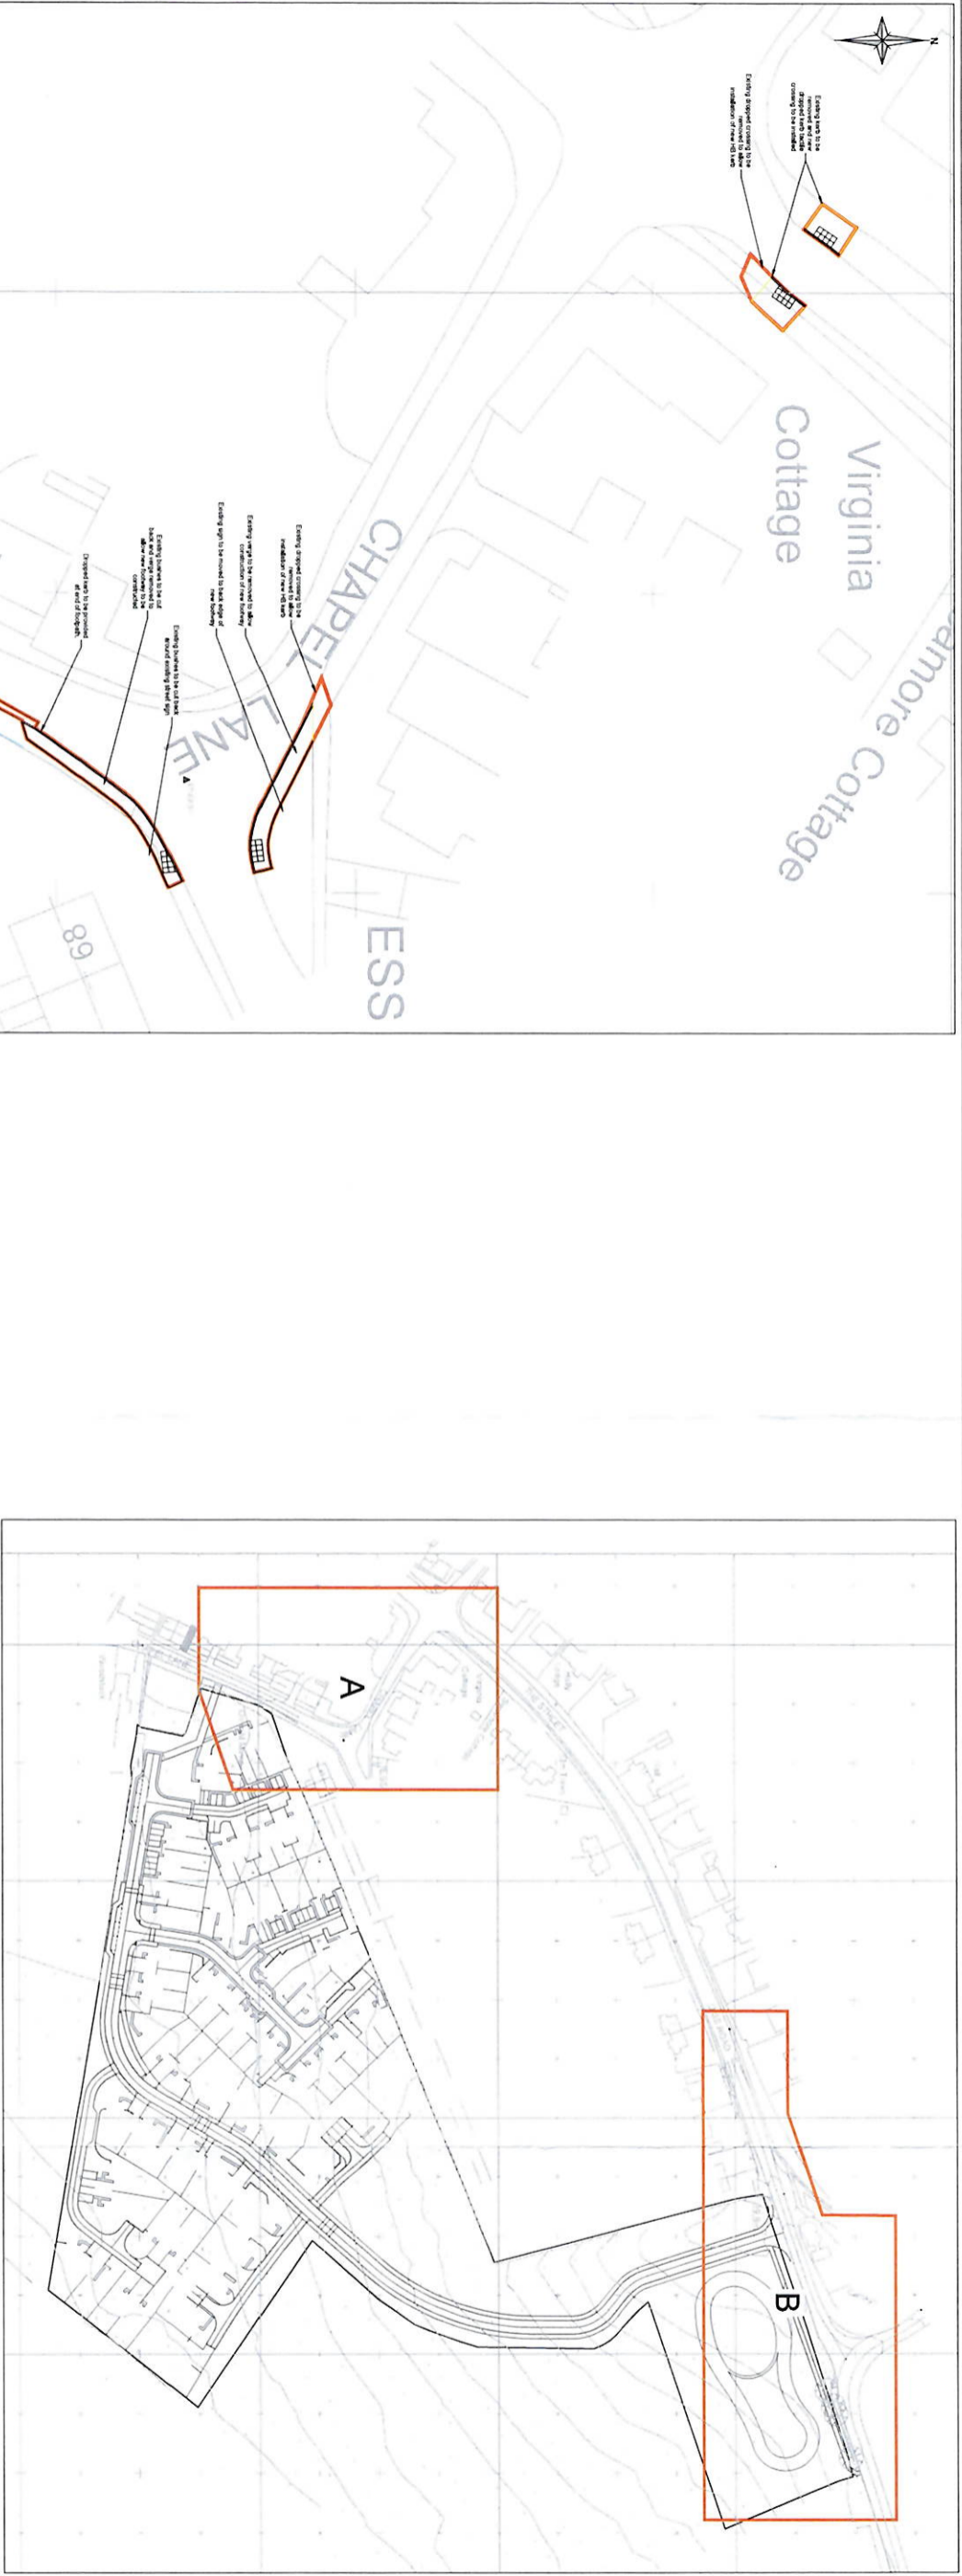 N
Existing kerb to be
removed and new
dropped kerb tactile
crossing to be installed
Existing dropped crossing to be
removed to allow
installation of new HB kerb
Virginia
Cottage
amore Cottage
CHAPEL
LANE
ESS
68
Existing dropped crossing to be
removed to allow
installation of new HB kerb
Existing verge to be removed to allow
construction of new footway
Existing sign to be moved to back edge of
new footway
Existing bushes to be cut back
around existing street sign
Existing bushes to be cut
back and verge removed to
allow new footway to be
constructed
Dropped kerb to be provided
at end of footpath
A
B
Virginia
Cottage